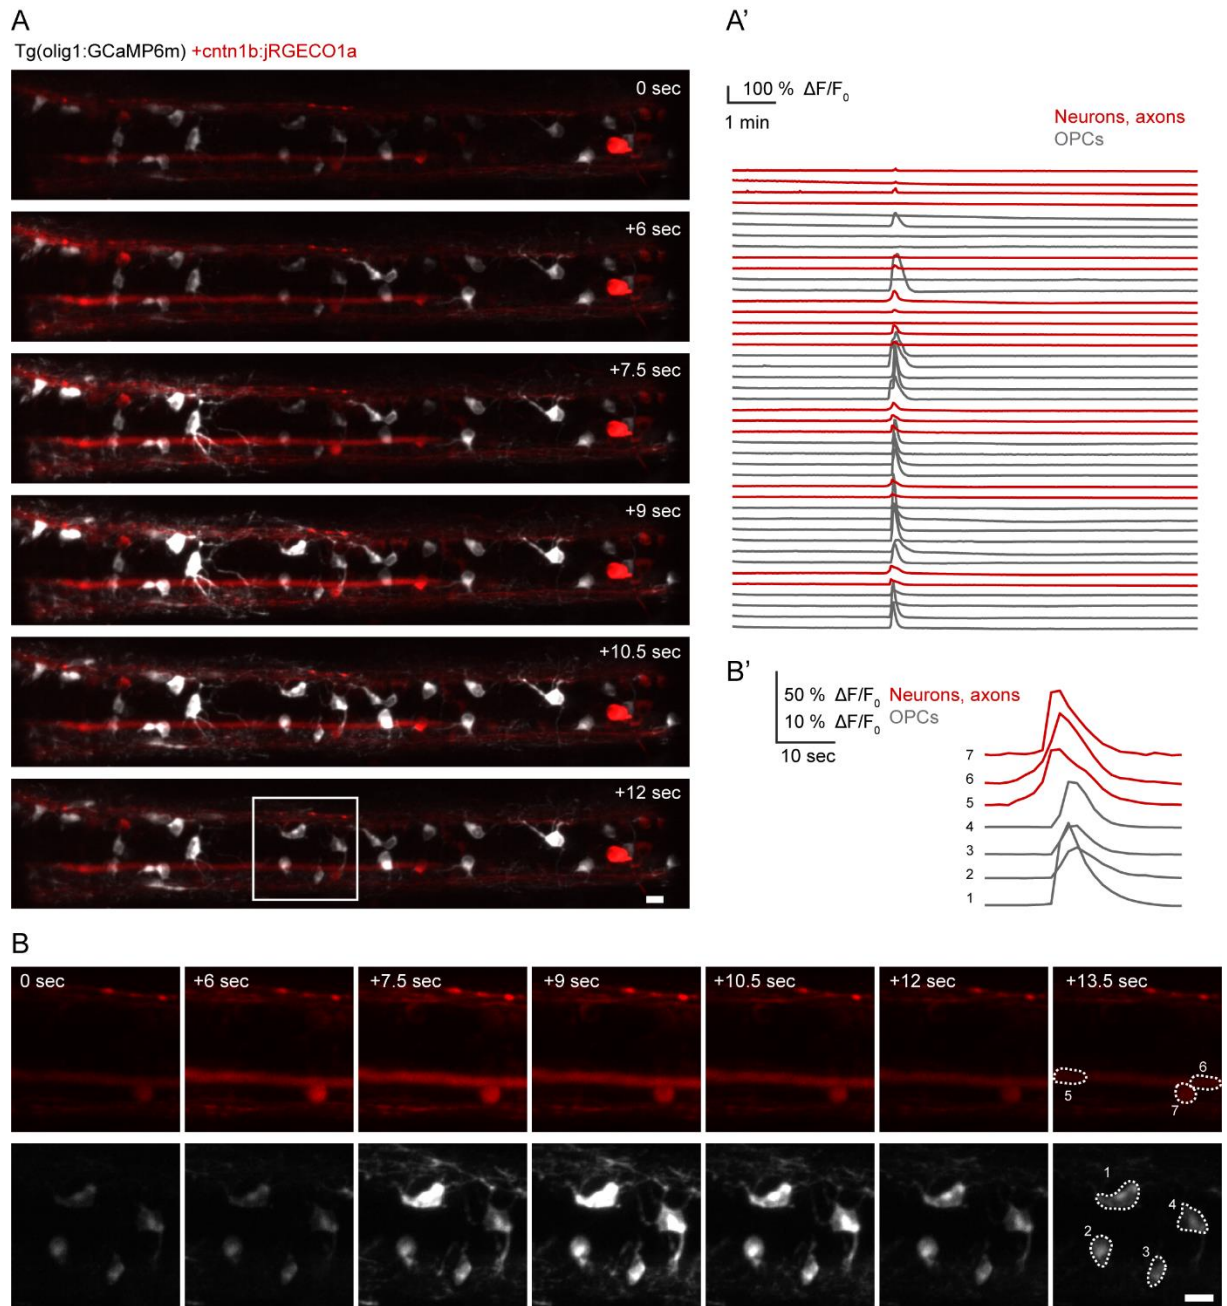 A
Tg(olig1:GCaMP6m) +cntn1b:jRGECO1a
0 sec
+6 sec
+7.5 sec
+9 sec
+10.5 sec
+12 sec
A’
100 % ΔF/F₀
1 min
Neurons, axons
OPCs
B’
50 % ΔF/F₀ Neurons, axons
10 % ΔF/F₀ OPCs
10 sec
7
6
5
4
3
2
1
B
0 sec
+6 sec
+7.5 sec
+9 sec
+10.5 sec
+12 sec
+13.5 sec
6
5
7
1
4
2
3